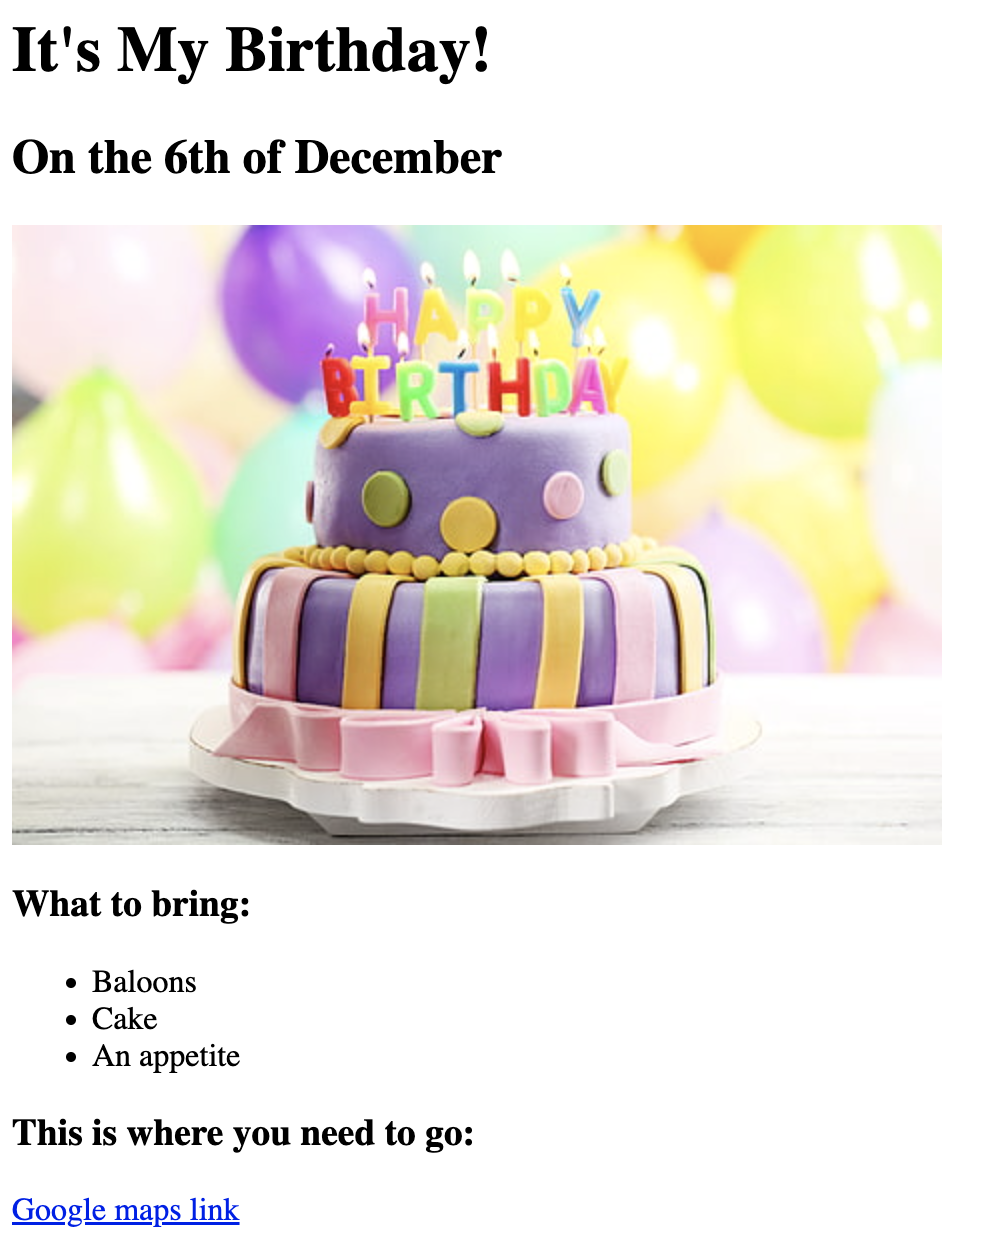 It's My Birthday!
On the 6th of December
HAPPY
BIRTHDAY
What to bring:
Baloons
Cake
An appetite
This is where you need to go:
Google maps link